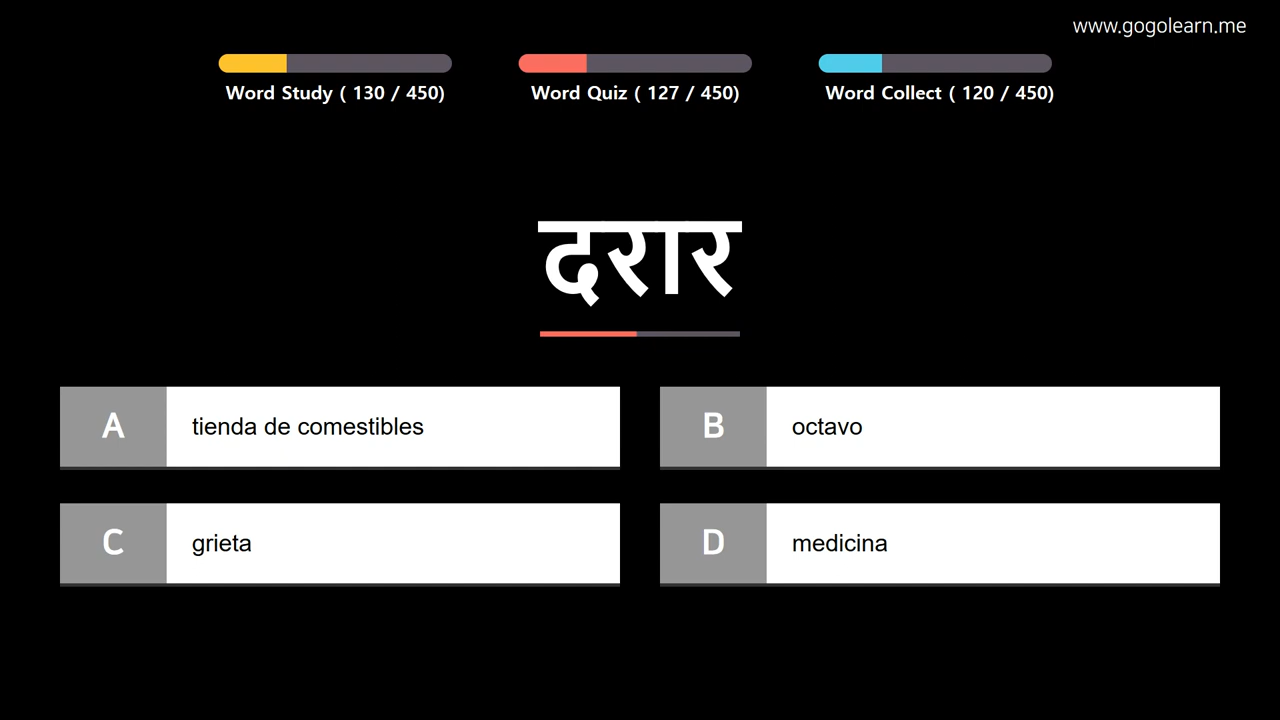 www.gogolearn.me
Word Study ( 130 / 450)
Word Quiz ( 127 / 450)
Word Collect ( 120 / 450)
दरार
A tienda de comestibles
B octavo
C grieta
D medicina